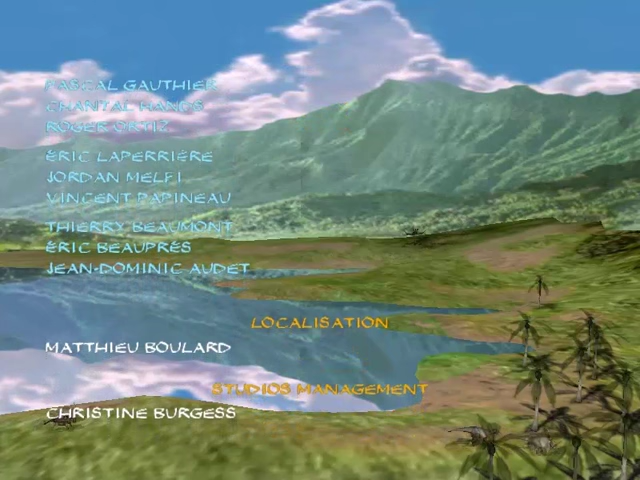 PASCAL GAUTHIER
CHANTAL HANDS
ROGER ORTIZ
ÉRIC LAPERRIÈRE
JORDAN MELFI
VINCENT PAPINEAU
THIERRY BEAUMONT
ÉRIC BEAUPRÉS
JEAN-DOMINIC AUDET
LOCALISATION
MATTHIEU BOULARD
STUDIOS MANAGEMENT
CHRISTINE BURGESS